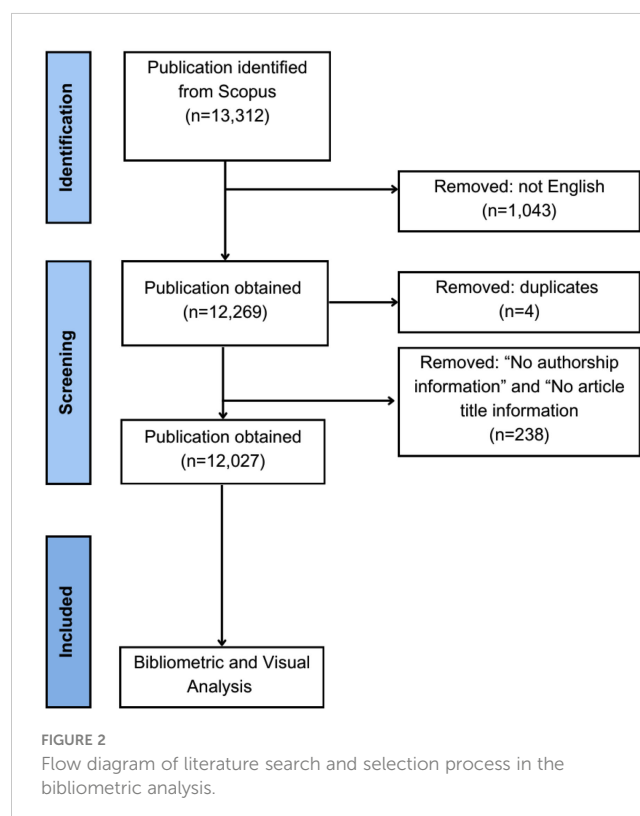 Identification
Publication identified
from Scopus
(n=13,312)
Removed: not English
(n=1,043)
Screening
Publication obtained
(n=12,269)
Removed: duplicates
(n=4)
Removed: “No authorship
information” and “No article
title information
(n=238)
Publication obtained
(n=12,027)
Included
Bibliometric and Visual
Analysis
FIGURE 2
Flow diagram of literature search and selection process in the
bibliometric analysis.